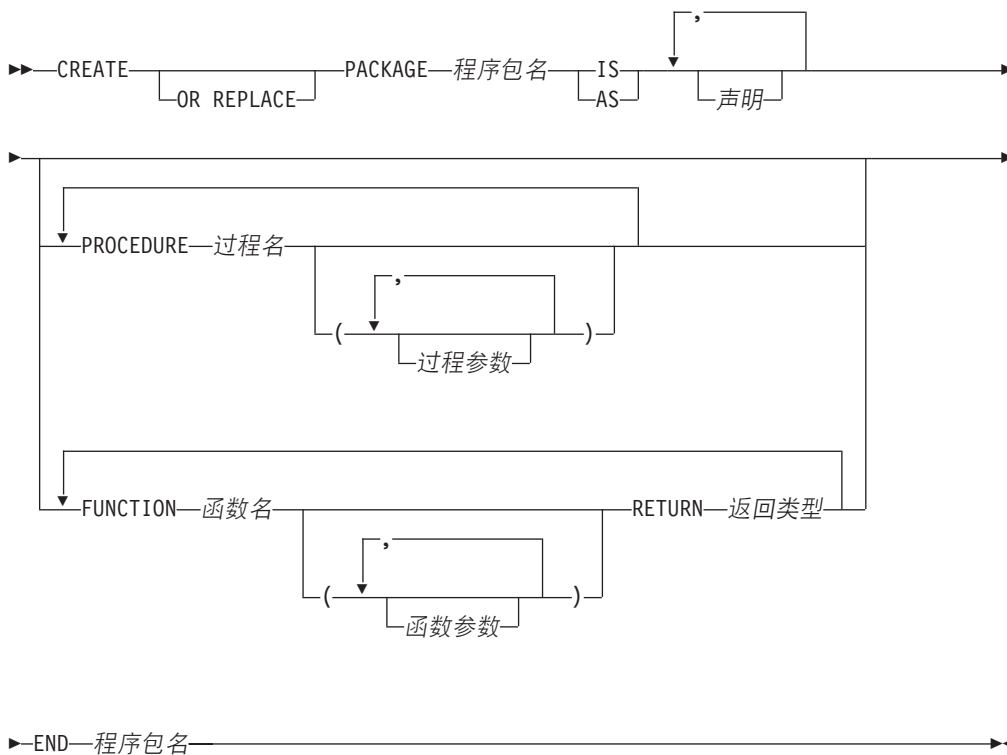 ,
CREATE PACKAGE 程序包名 IS
OR REPLACE AS 声明
PROCEDURE 过程名
,
( )
过程参数
FUNCTION 函数名 RETURN 返回类型
,
( )
函数参数
END 程序包名